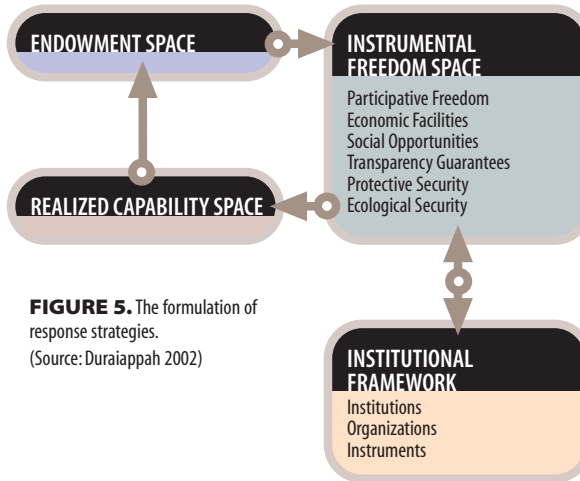 ENDOWMENT SPACE
INSTRUMENTAL
FREEDOM SPACE
Participative Freedom
Economic Facilities
Social Opportunities
Transparency Guarantees
Protective Security
Ecological Security
REALIZED CAPABILITY SPACE
FIGURE 5. The formulation of
response strategies.
(Source: Duraiappah 2002)
INSTITUTIONAL
FRAMEWORK
Institutions
Organizations
Instruments